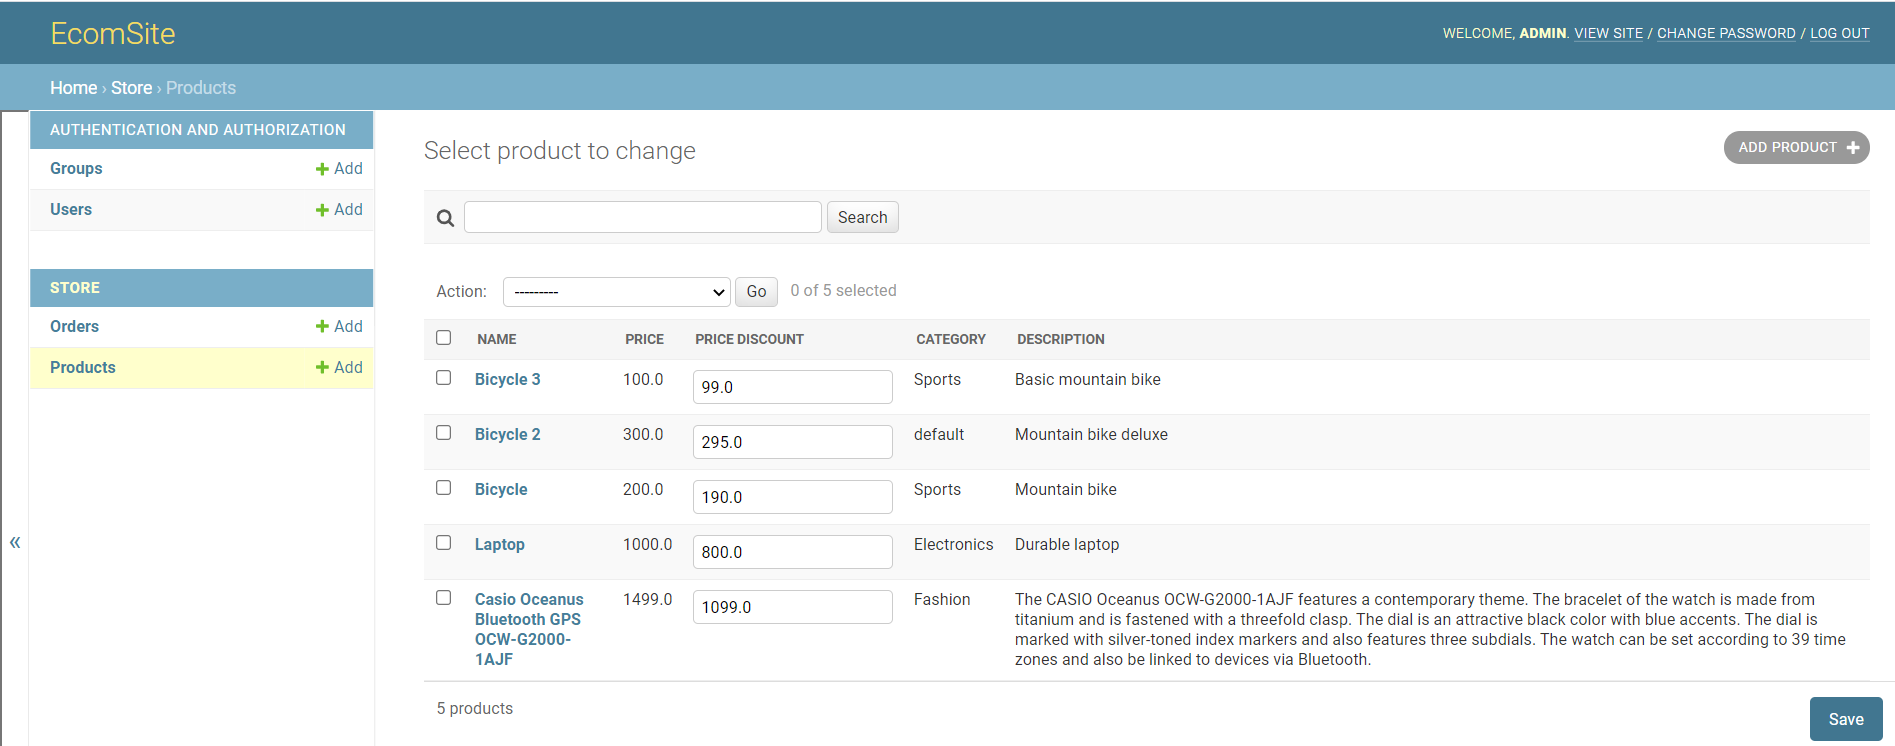 EcomSite
WELCOME, ADMIN. VIEW SITE / CHANGE PASSWORD / LOG OUT
Home › Store › Products
AUTHENTICATION AND AUTHORIZATION
Groups + Add
Users + Add
STORE
Orders + Add
Products + Add
«
Select product to change
ADD PRODUCT +
Search
Action: --------- Go 0 of 5 selected
NAME PRICE PRICE DISCOUNT CATEGORY DESCRIPTION
Bicycle 3 100.0 99.0 Sports Basic mountain bike
Bicycle 2 300.0 295.0 default Mountain bike deluxe
Bicycle 200.0 190.0 Sports Mountain bike
Laptop 1000.0 800.0 Electronics Durable laptop
Casio Oceanus
Bluetooth GPS
OCW-G2000-
1AJF
1499.0 1099.0 Fashion
The CASIO Oceanus OCW-G2000-1AJF features a contemporary theme. The bracelet of the watch is made from
titanium and is fastened with a threefold clasp. The dial is an attractive black color with blue accents. The dial is
marked with silver-toned index markers and also features three subdials. The watch can be set according to 39 time
zones and also be linked to devices via Bluetooth.
5 products
Save